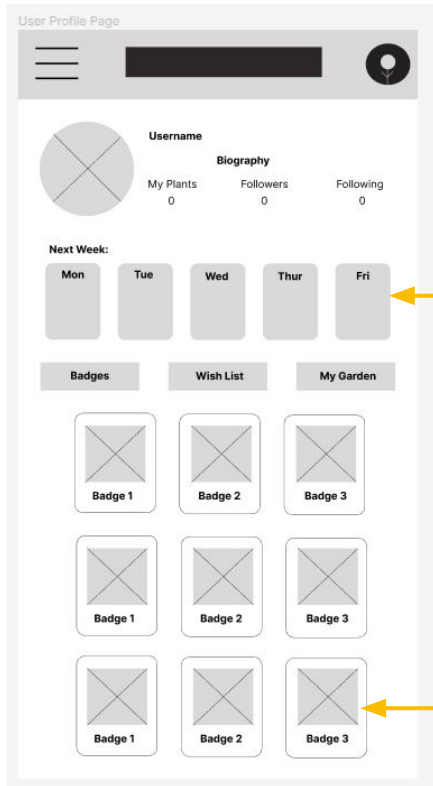 User Profile Page
Username
Biography
My Plants Followers Following
0 0 0
Next Week:
Mon Tue Wed Thur Fri
Badges Wish List My Garden
Badge 1 Badge 2 Badge 3
Badge 1 Badge 2 Badge 3
Badge 1 Badge 2 Badge 3